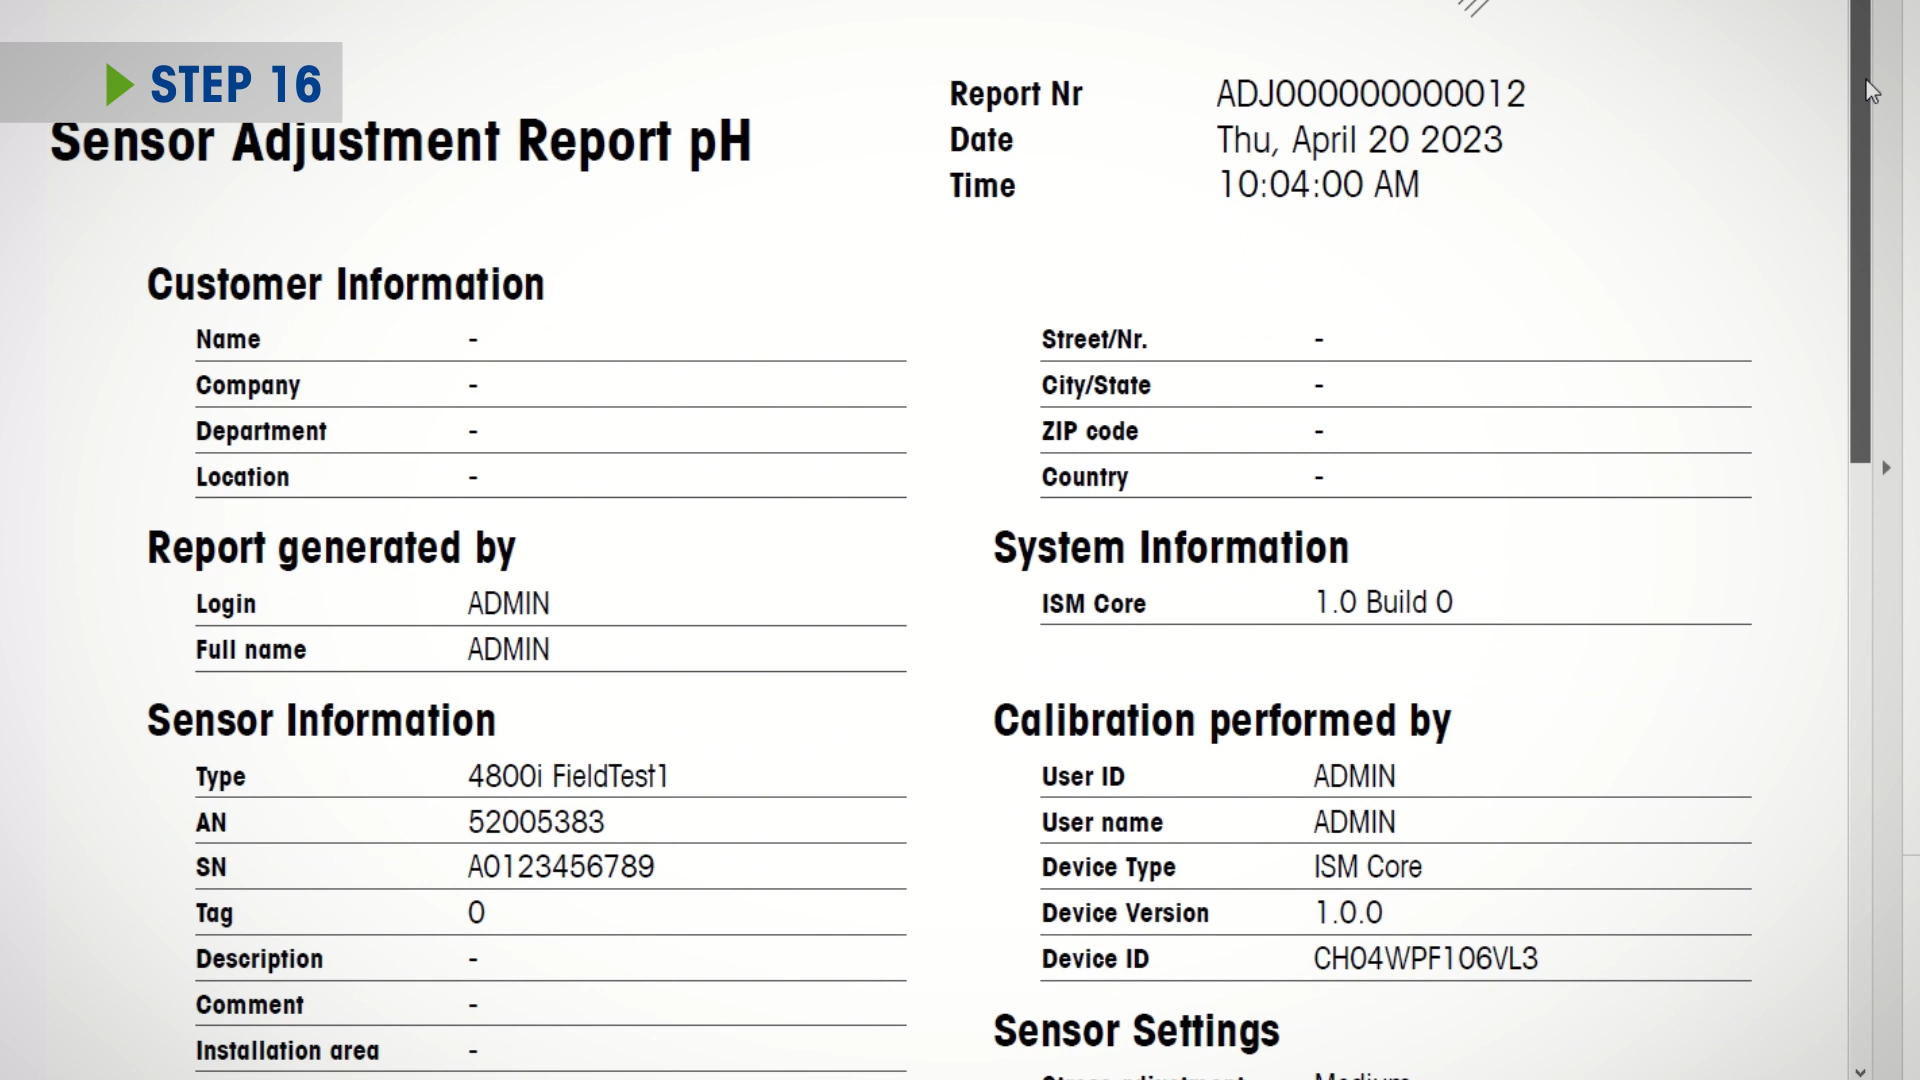 STEP 16
Sensor Adjustment Report pH
Report Nr ADJ000000000012
Date Thu, April 20 2023
Time 10:04:00 AM
Customer Information
Name -
Company -
Department -
Location -
Street/Nr. -
City/State -
ZIP code -
Country -
Report generated by
Login ADMIN
Full name ADMIN
System Information
ISM Core 1.0 Build 0
Sensor Information
Type 4800i FieldTest1
AN 52005383
SN A0123456789
Tag 0
Description -
Comment -
Installation area -
Calibration performed by
User ID ADMIN
User name ADMIN
Device Type ISM Core
Device Version 1.0.0
Device ID CH04WPF106VL3
Sensor Settings